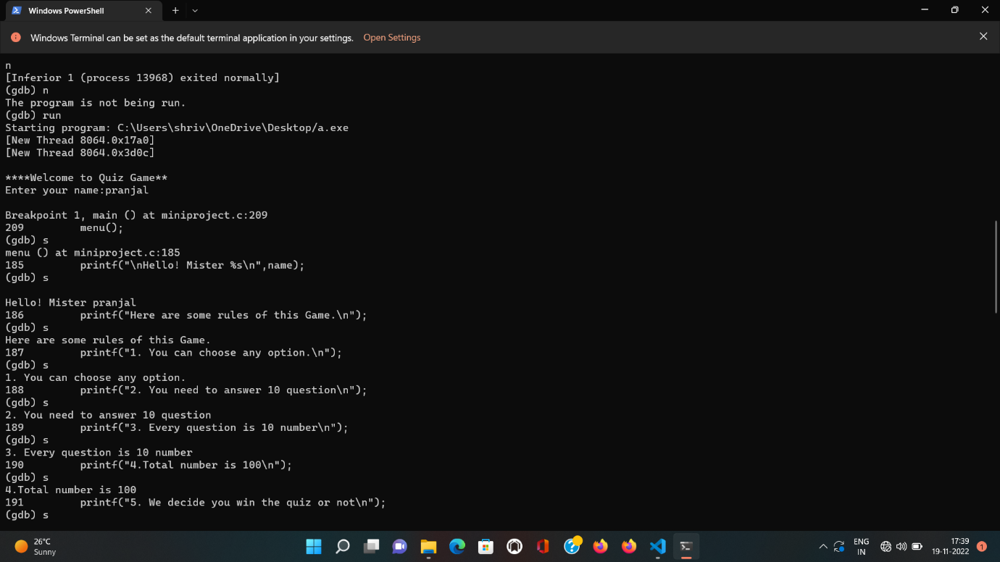 Windows PowerShell
Windows Terminal can be set as the default terminal application in your settings. Open Settings
n
[Inferior 1 (process 13968) exited normally]
(gdb) n
The program is not being run.
(gdb) run
Starting program: C:\Users\shriv\OneDrive\Desktop/a.exe
[New Thread 8064.0x17a0]
[New Thread 8064.0x3d0c]
****Welcome to Quiz Game**
Enter your name:pranjal
Breakpoint 1, main () at miniproject.c:209
209         menu();
(gdb) s
menu () at miniproject.c:185
185         printf("\nHello! Mister %s\n",name);
(gdb) s
Hello! Mister pranjal
186         printf("Here are some rules of this Game.\n");
(gdb) s
Here are some rules of this Game.
187         printf("1. You can choose any option.\n");
(gdb) s
1. You can choose any option.
188         printf("2. You need to answer 10 question\n");
(gdb) s
2. You need to answer 10 question
189         printf("3. Every question is 10 number\n");
(gdb) s
3. Every question is 10 number
190         printf("4.Total number is 100\n");
(gdb) s
4.Total number is 100
191         printf("5. We decide you win the quiz or not\n");
(gdb) s
26°C
Sunny
ENG
IN
17:39
19-11-2022
1